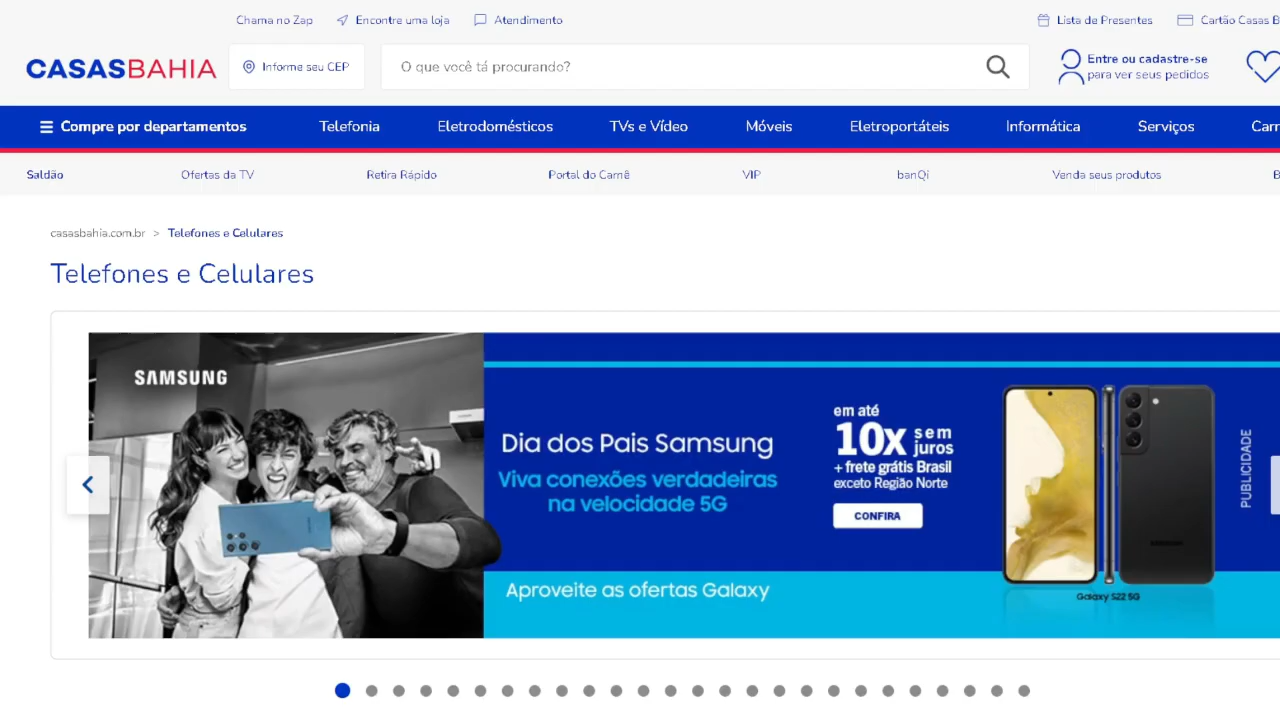 Chama no Zap Encontre uma loja Atendimento Lista de Presentes Cartão Casas B
CASASBAHIA Informe seu CEP O que você tá procurando? Entre ou cadastre-se
para ver seus pedidos
Compre por departamentos Telefonia Eletrodomésticos TVs e Vídeo Móveis Eletroportáteis Informática Serviços Carr
Saldão Ofertas da TV Retira Rápido Portal do Carnê VIP banQi Venda seus produtos B
casasbahia.com.br > Telefones e Celulares
Telefones e Celulares
SAMSUNG
Dia dos Pais Samsung
Viva conexões verdadeiras
na velocidade 5G
Aproveite as ofertas Galaxy
em até
10x sem
juros
+ frete grátis Brasil
exceto Região Norte
CONFIRA
SAMSUNG
Galaxy S22 5G
PUBLICIDADE